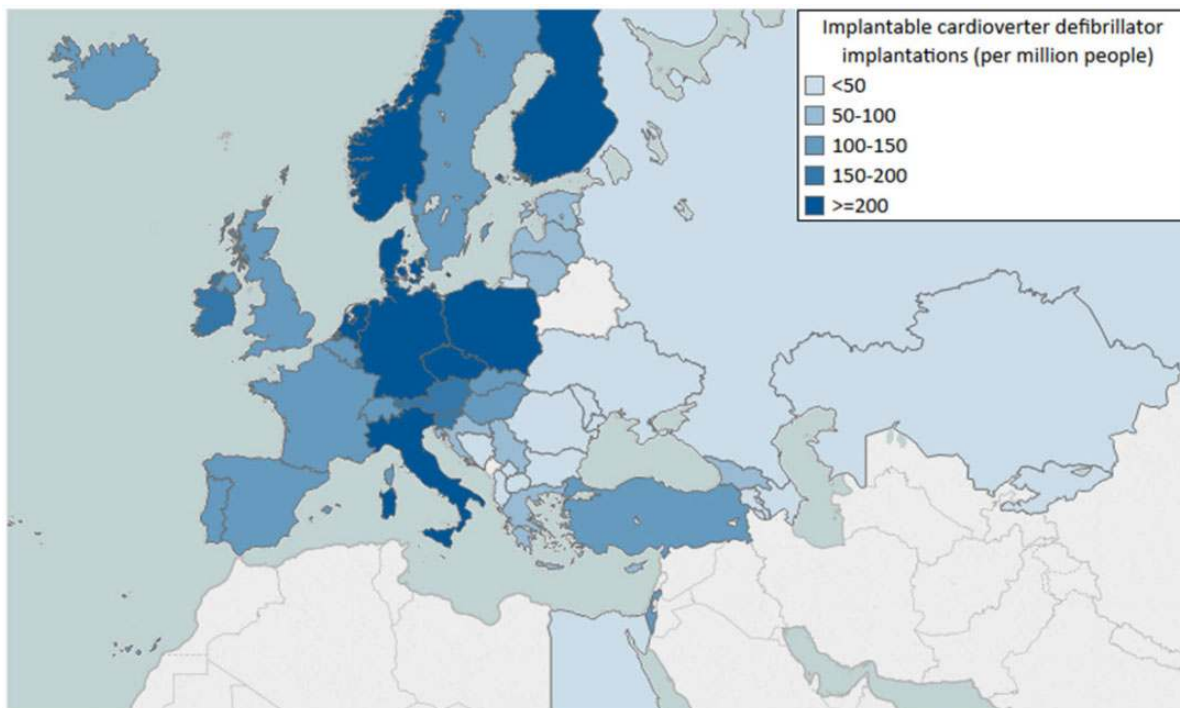 Implantable cardioverter defibrillator
implantations (per million people)
<50
50-100
100-150
150-200
>=200